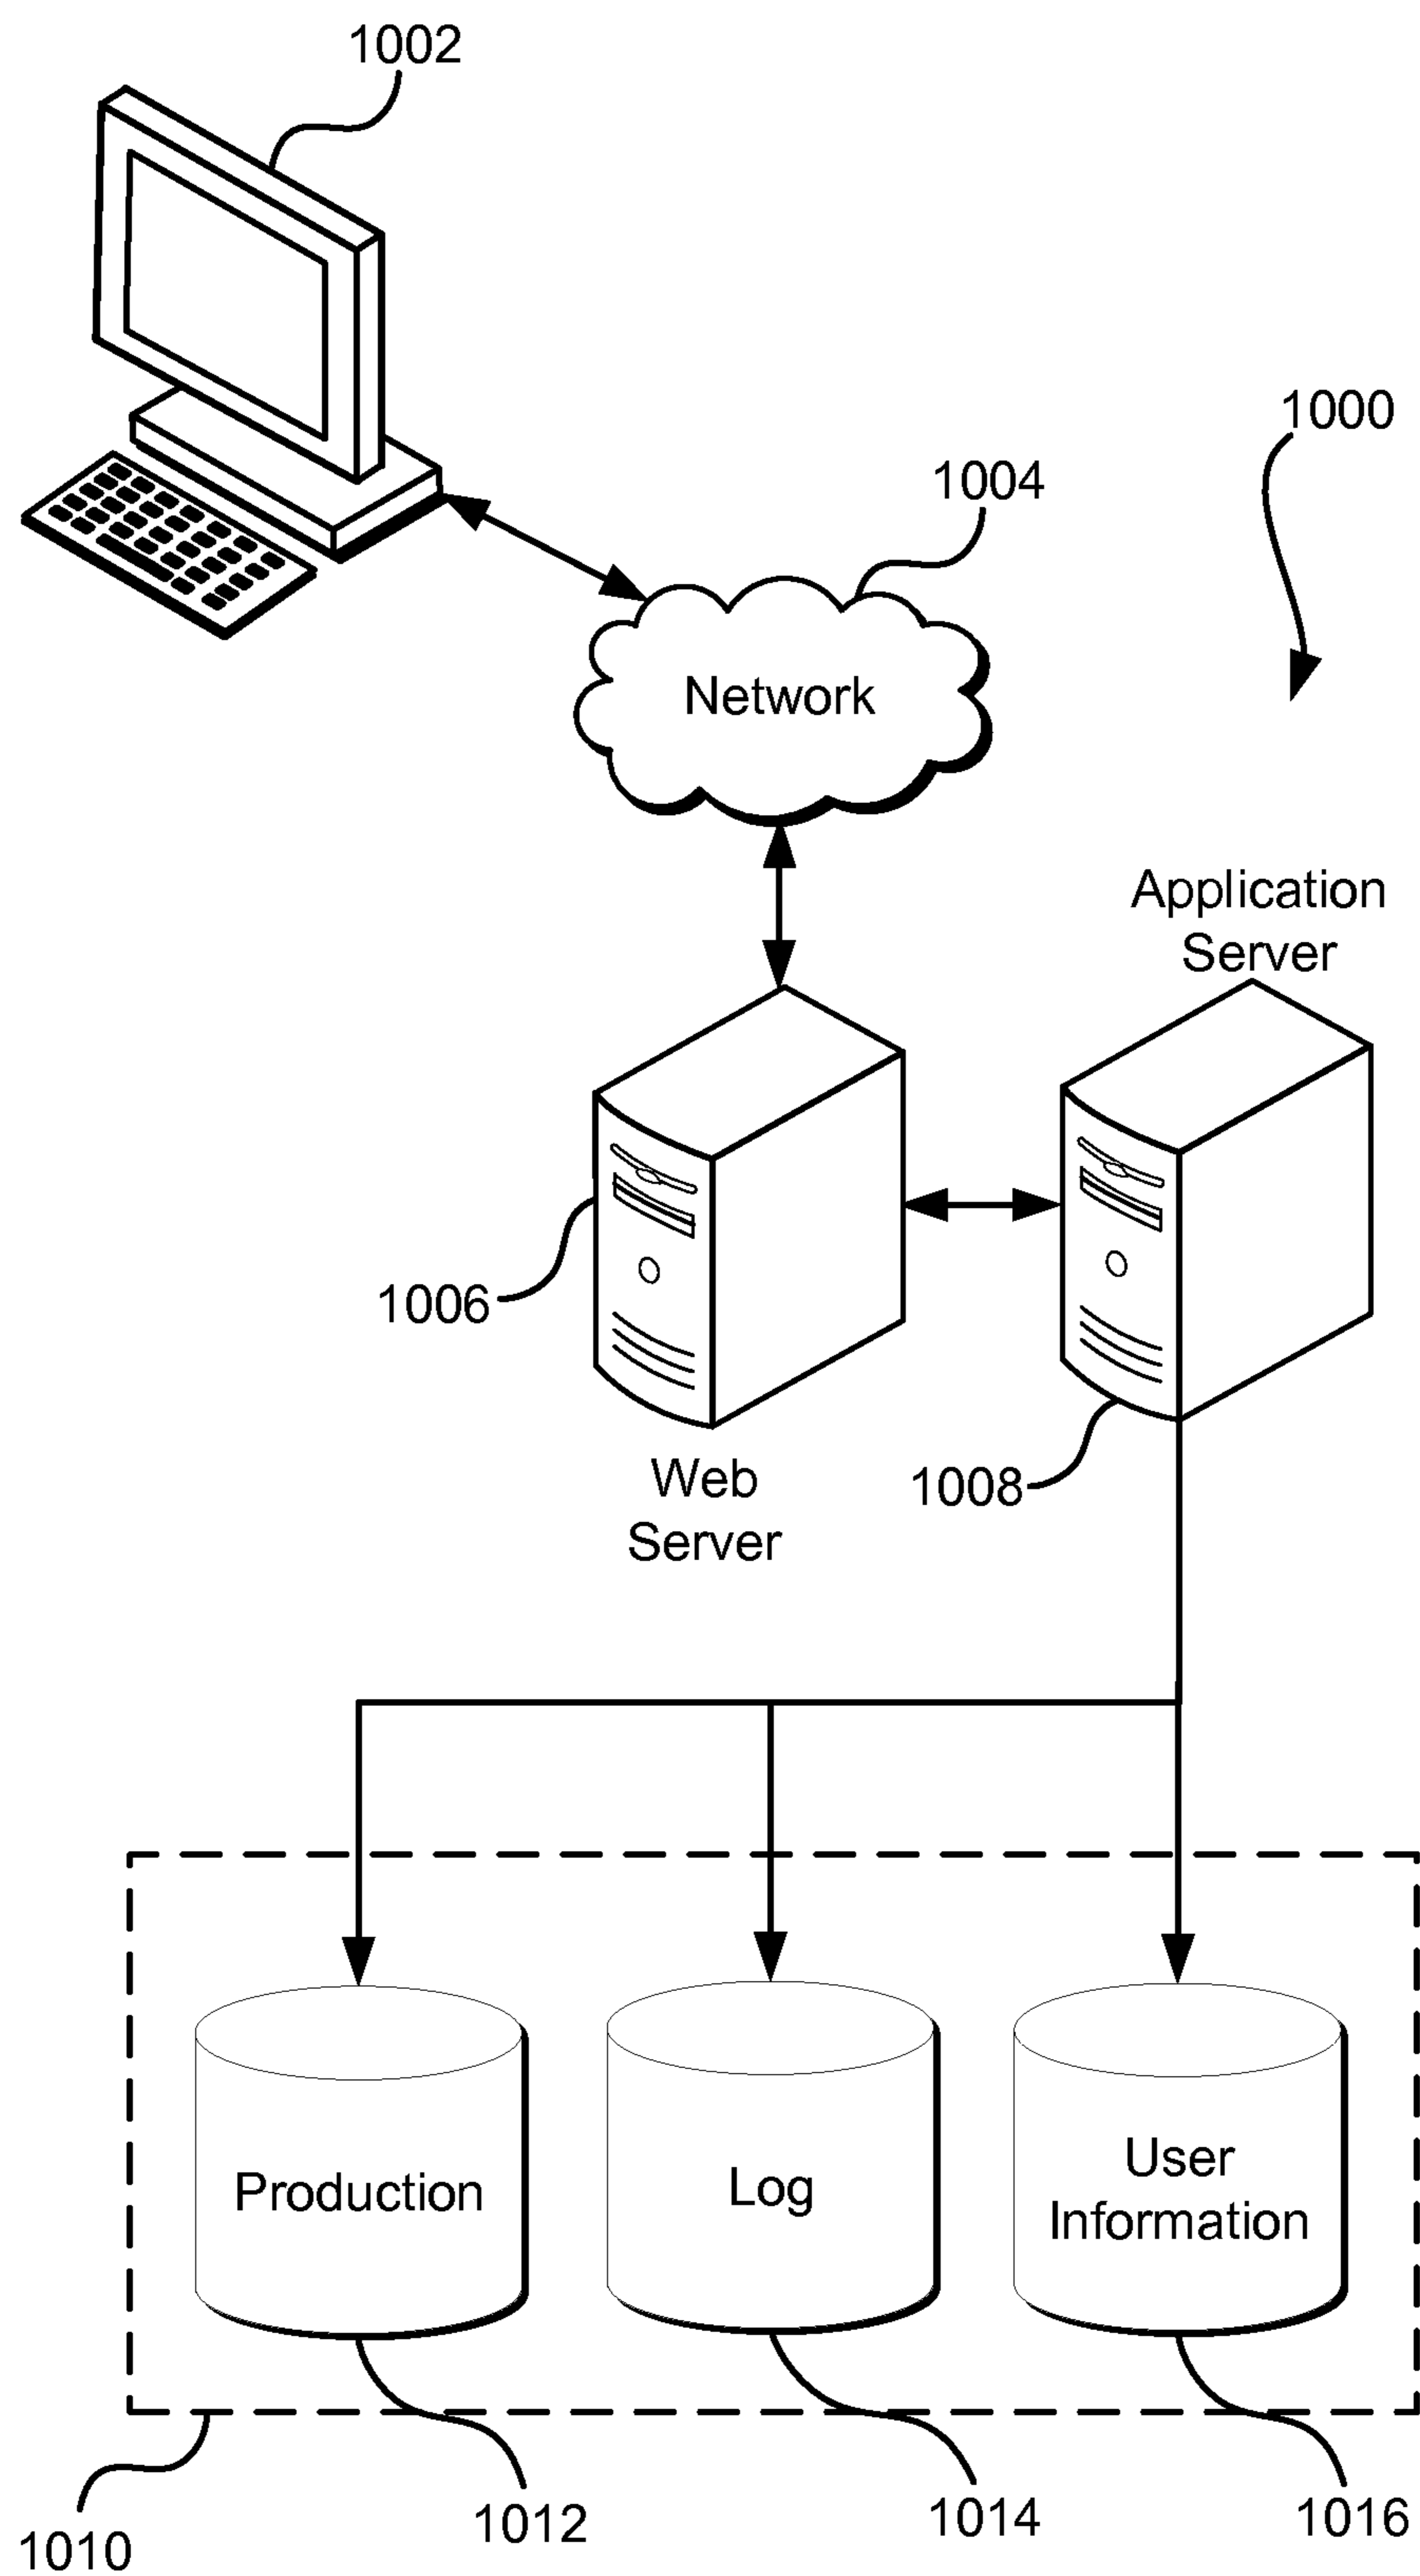 1002
1000
1004
Network
Application
Server
1006
Web
Server
1008
Production
Log
User
Information
1010
1012
1014
1016